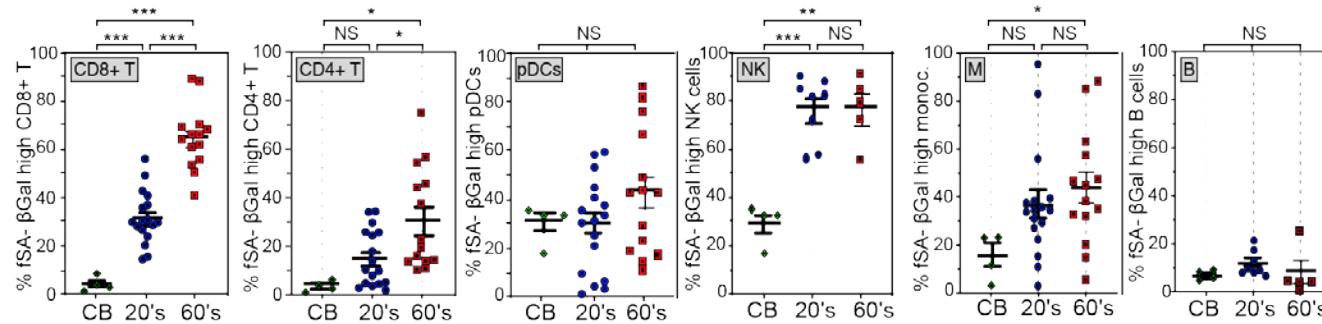 *** * ** *
*** *** NS * NS *** NS NS NS NS
100 80 60 40 20 0
% fSA- βGal high CD8+ T
CD8+ T
CB 20's 60's
100 80 60 40 20 0
% fSA- βGal high CD4+ T
CD4+ T
CB 20's 60's
100 80 60 40 20 0
% fSA- βGal high pDCs
pDCs
CB 20's 60's
100 80 60 40 20 0
% fSA- βGal high NK cells
NK
CB 20's 60's
100 80 60 40 20 0
% fSA- βGal high monoc.
M
CB 20's 60's
100 80 60 40 20 0
% fSA- βGal high B cells
B
CB 20's 60's